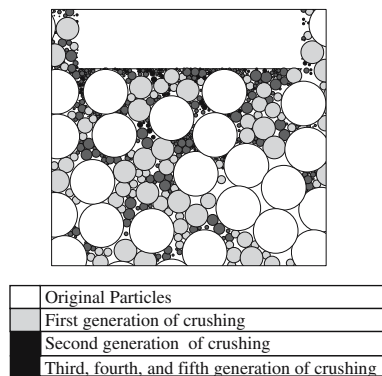 Original Particles
First generation of crushing
Second generation of crushing
Third, fourth, and fifth generation of crushing